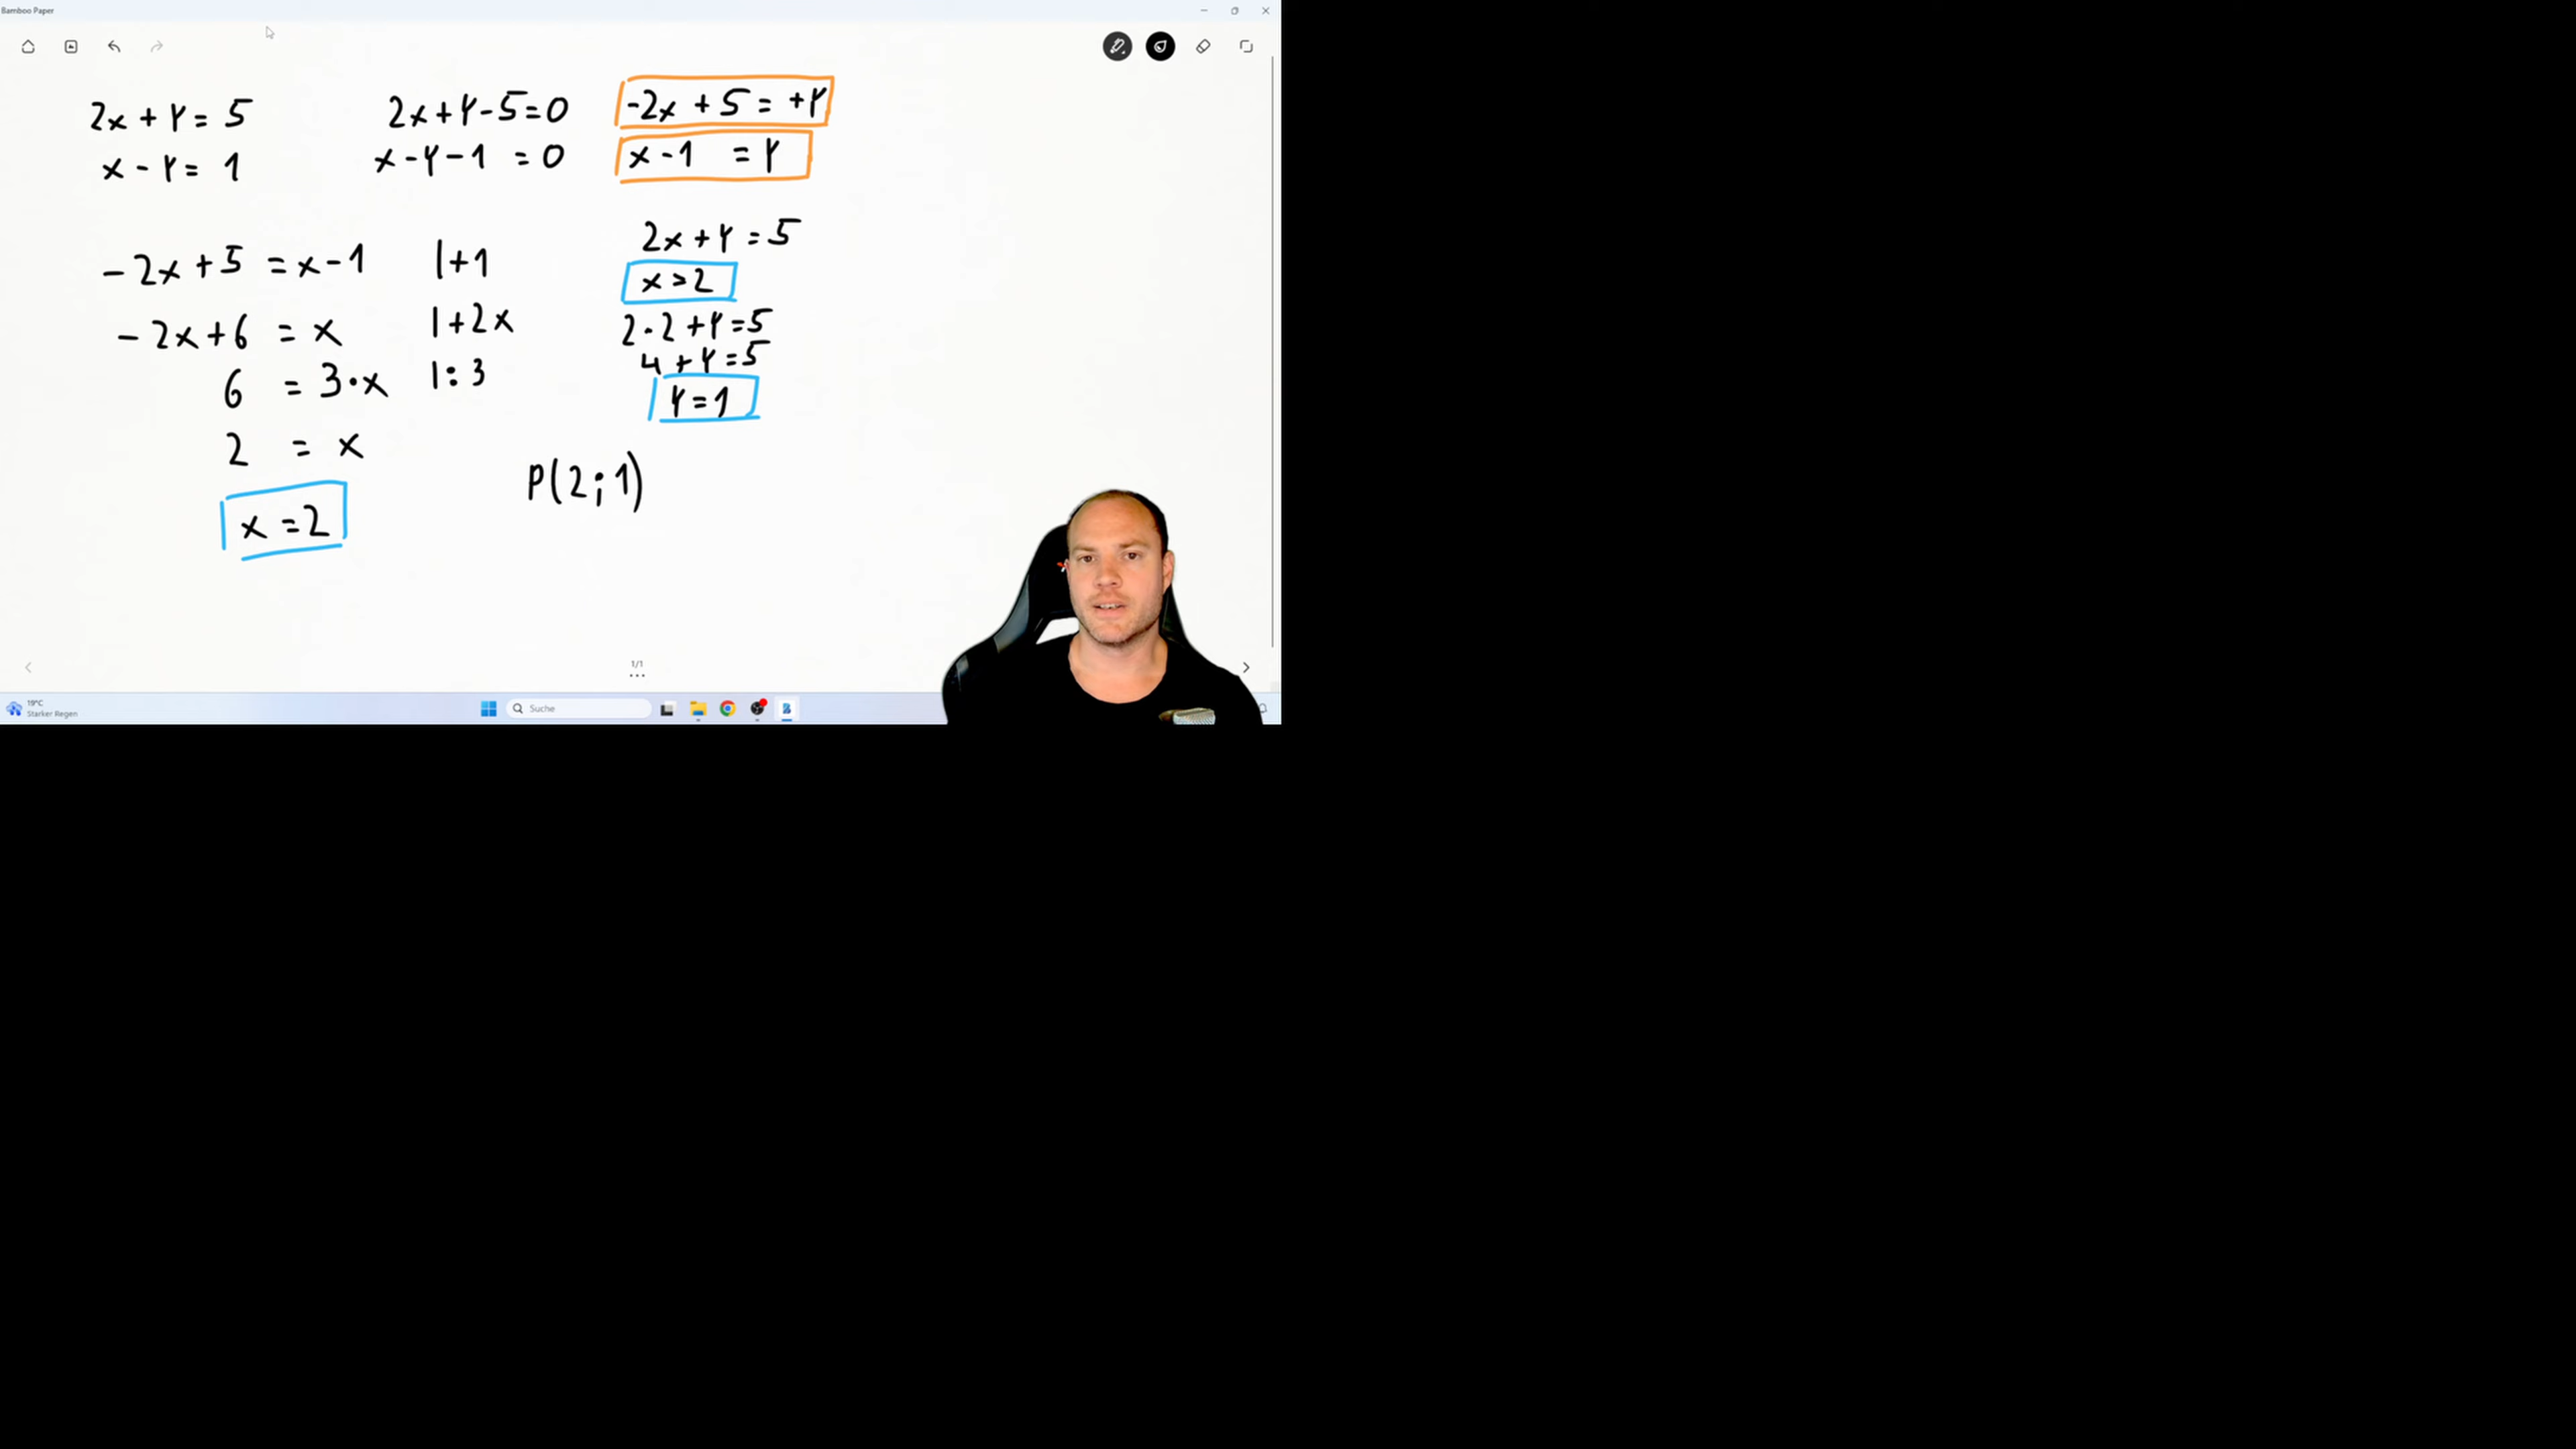 Bamboo Paper
2x + y = 5
x - y = 1
2x+y-5=0
x-y-1 =0
-2x +5 = +y
x-1 = y
-2x+5 =x-1 |+1
-2x+6 = x |+2x
6 = 3·x |:3
2 = x
x =2
2x+y =5
x =2
2·2 +y=5
4 +y=5
y=1
P(2;1)
1/1
19°C
Starker Regen
Suche